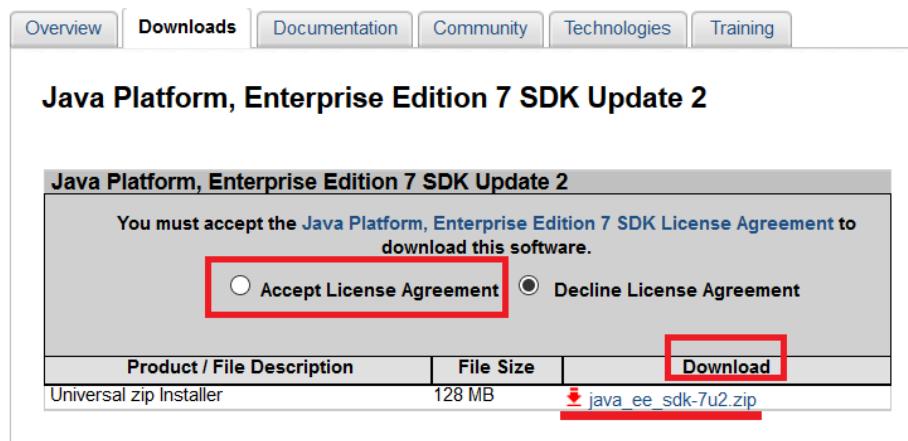 Overview Downloads Documentation Community Technologies Training
Java Platform, Enterprise Edition 7 SDK Update 2
Java Platform, Enterprise Edition 7 SDK Update 2
You must accept the Java Platform, Enterprise Edition 7 SDK License Agreement to
download this software.
Accept License Agreement Decline License Agreement
Product / File Description File Size Download
Universal zip Installer 128 MB java_ee_sdk-7u2.zip